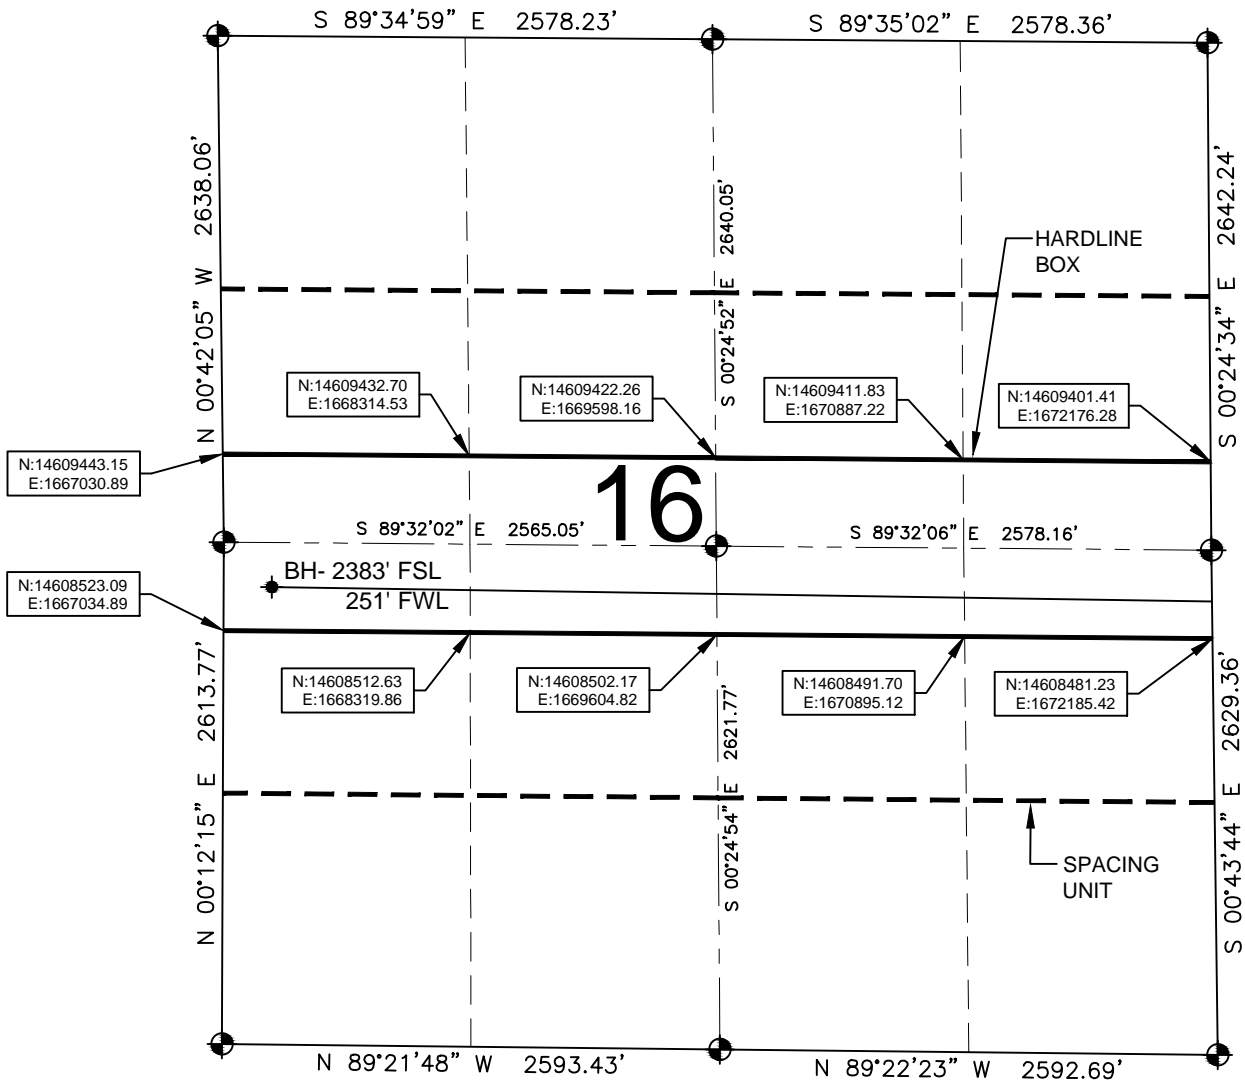 S 89°34'59" E 2578.23'
S 89°35'02" E 2578.36'
N 00°42'05" W 2638.06'
S 00°24'52" E 2640.05'
S 00°24'34" E 2642.24'
HARDLINE
BOX
N:14609432.70
E:1668314.53
N:14609422.26
E:1669598.16
N:14609411.83
E:1670887.22
N:14609401.41
E:1672176.28
N:14609443.15
E:1667030.89
16
S 89°32'02" E 2565.05'
S 89°32'06" E 2578.16'
BH- 2383' FSL
251' FWL
N:14608523.09
E:1667034.89
N:14608512.63
E:1668319.86
N:14608502.17
E:1669604.82
N:14608491.70
E:1670895.12
N:14608481.23
E:1672185.42
N 00°12'15" E 2613.77'
S 00°24'54" E 2621.77'
S 00°43'44" E 2629.36'
SPACING
UNIT
N 89°21'48" W 2593.43'
N 89°22'23" W 2592.69'